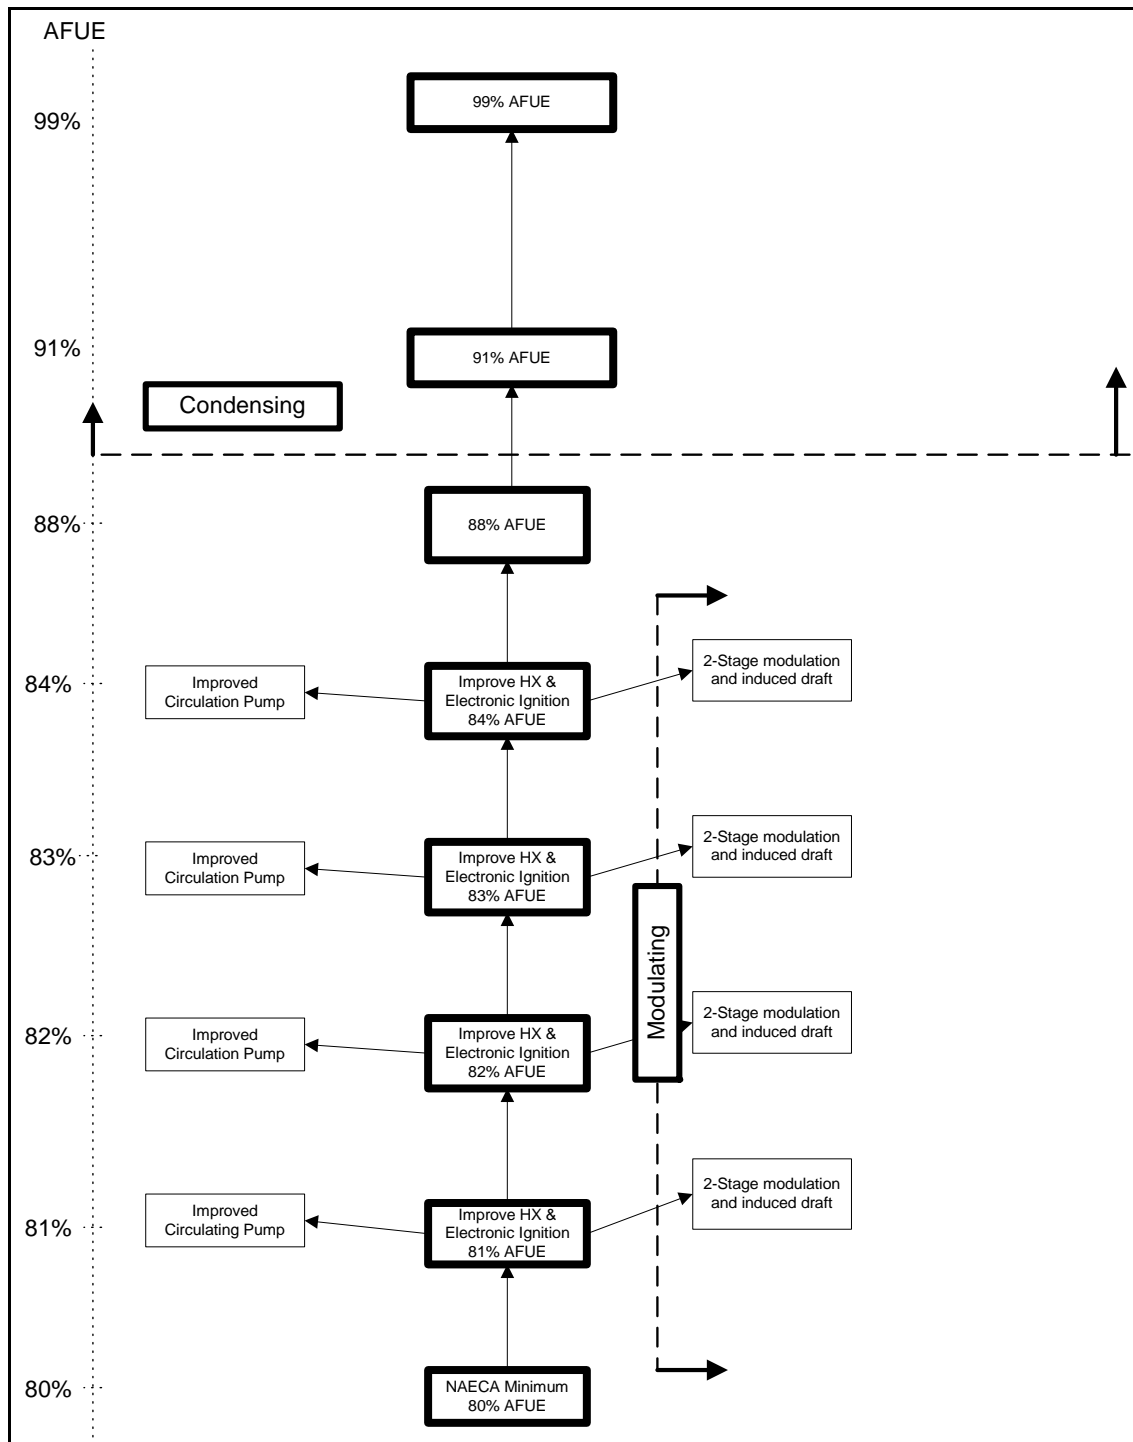 AFUE
99%
99% AFUE
91%
91% AFUE
Condensing
88%
88% AFUE
84%
Improved
Circulation Pump
Improve HX &
Electronic Ignition
84% AFUE
2-Stage modulation
and induced draft
83%
Improved
Circulation Pump
Improve HX &
Electronic Ignition
83% AFUE
2-Stage modulation
and induced draft
Modulating
82%
Improved
Circulation Pump
Improve HX &
Electronic Ignition
82% AFUE
2-Stage modulation
and induced draft
81%
Improved
Circulating Pump
Improve HX &
Electronic Ignition
81% AFUE
2-Stage modulation
and induced draft
80%
NAECA Minimum
80% AFUE